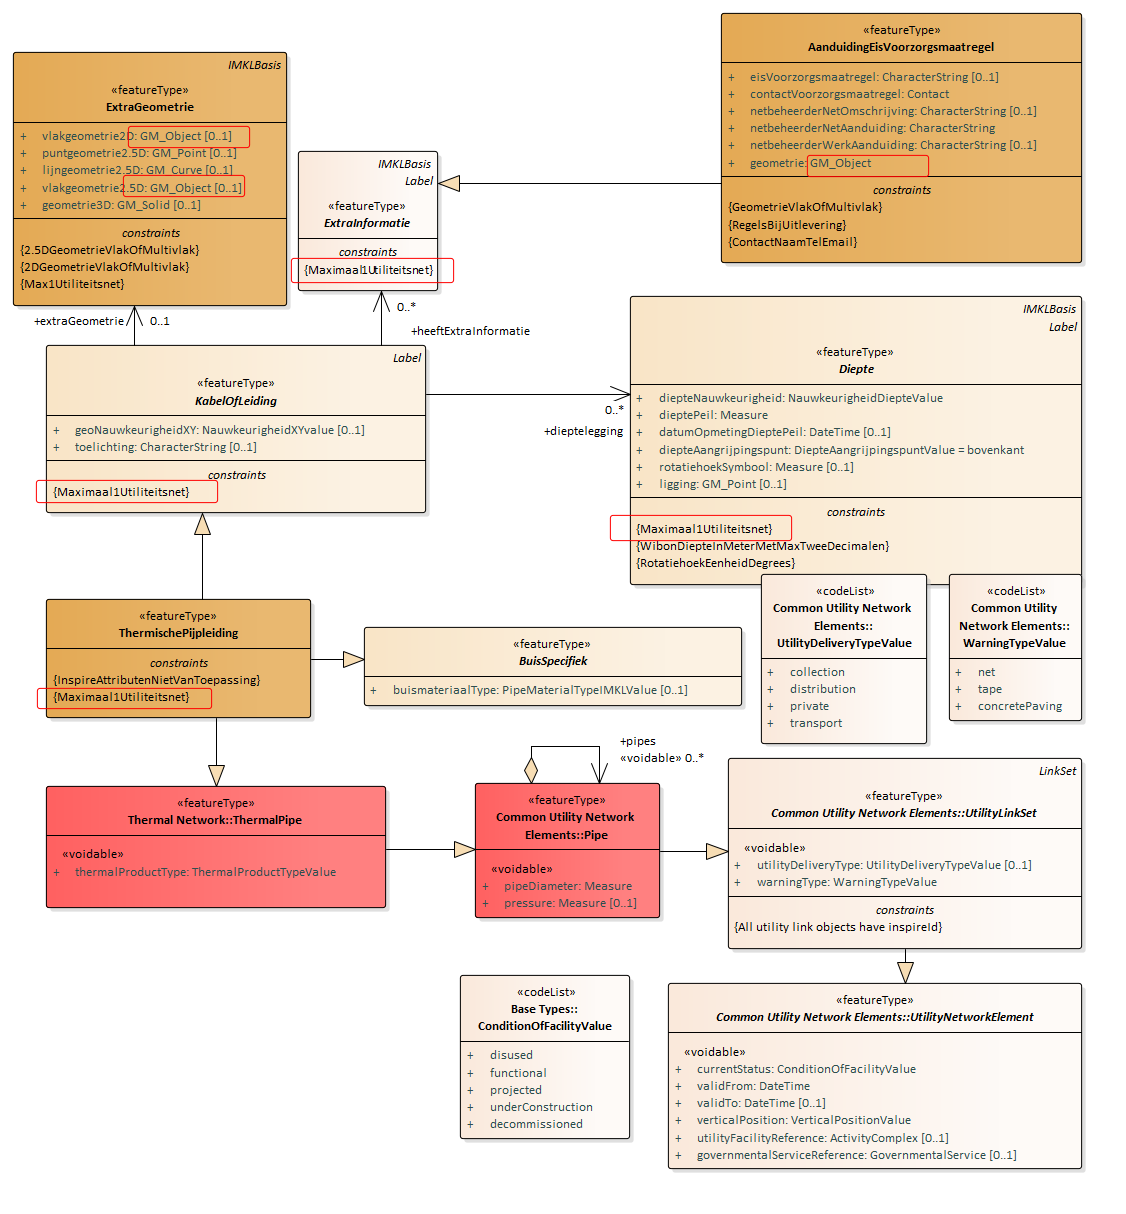 IMKLBasis
«featureType»
ExtraGeometrie
+ vlakgeometrie2D: GM_Object [0..1]
+ puntgeometrie2.5D: GM_Point [0..1]
+ lijngeometrie2.5D: GM_Curve [0..1]
+ vlakgeometrie2.5D: GM_Object [0..1]
+ geometrie3D: GM_Solid [0..1]
constraints
{2.5DGeometrieVlakOfMultivlak}
{2DGeometrieVlakOfMultivlak}
{Max1Utiliteitsnet}
«featureType»
AanduidingEisVoorzorgsmaatregel
+ eisVoorzorgsmaatregel: CharacterString [0..1]
+ contactVoorzorgsmaatregel: Contact
+ netbeheerderNetOmschrijving: CharacterString [0..1]
+ netbeheerderNetAanduiding: CharacterString
+ netbeheerderWerkAanduiding: CharacterString [0..1]
+ geometrie: GM_Object
constraints
{GeometrieVlakOfMultivlak}
{RegelsBijUitlevering}
{ContactNaamTelEmail}
IMKLBasis
Label
«featureType»
ExtraInformatie
constraints
{Maximaal1Utiliteitsnet}
+extraGeometrie 0..1
0..*
+heeftExtraInformatie
Label
«featureType»
KabelOfLeiding
+ geoNauwkeurigheidXY: NauwkeurigheidXYvalue [0..1]
+ toelichting: CharacterString [0..1]
constraints
{Maximaal1Utiliteitsnet}
0..*
+dieptelegging
IMKLBasis
Label
«featureType»
Diepte
+ diepteNauwkeurigheid: NauwkeurigheidDiepteValue
+ dieptePeil: Measure
+ datumOpmetingDieptePeil: DateTime [0..1]
+ diepteAangrijpingspunt: DiepteAangrijpingspuntValue = bovenkant
+ rotatiehoekSymbool: Measure [0..1]
+ ligging: GM_Point [0..1]
constraints
{Maximaal1Utiliteitsnet}
{WibonDiepteInMeterMetMaxTweeDecimalen}
{RotatiehoekEenheidDegrees}
«codeList»
Common Utility Network
Elements::
UtilityDeliveryTypeValue
+ collection
+ distribution
+ private
+ transport
«codeList»
Common Utility
Network Elements::
WarningTypeValue
+ net
+ tape
+ concretePaving
«featureType»
ThermischePijpleiding
constraints
{InspireAttributenNietVanToepassing}
{Maximaal1Utiliteitsnet}
«featureType»
BuisSpecifiek
+ buismateriaalType: PipeMaterialTypeIMKLValue [0..1]
+pipes
«voidable» 0..*
«featureType»
Thermal Network::ThermalPipe
«voidable»
+ thermalProductType: ThermalProductTypeValue
«featureType»
Common Utility Network
Elements::Pipe
«voidable»
+ pipeDiameter: Measure
+ pressure: Measure [0..1]
LinkSet
«featureType»
Common Utility Network Elements::UtilityLinkSet
«voidable»
+ utilityDeliveryType: UtilityDeliveryTypeValue [0..1]
+ warningType: WarningTypeValue
constraints
{All utility link objects have inspireId}
«codeList»
Base Types::
ConditionOfFacilityValue
+ disused
+ functional
+ projected
+ underConstruction
+ decommissioned
«featureType»
Common Utility Network Elements::UtilityNetworkElement
«voidable»
+ currentStatus: ConditionOfFacilityValue
+ validFrom: DateTime
+ validTo: DateTime [0..1]
+ verticalPosition: VerticalPositionValue
+ utilityFacilityReference: ActivityComplex [0..1]
+ governmentalServiceReference: GovernmentalService [0..1]